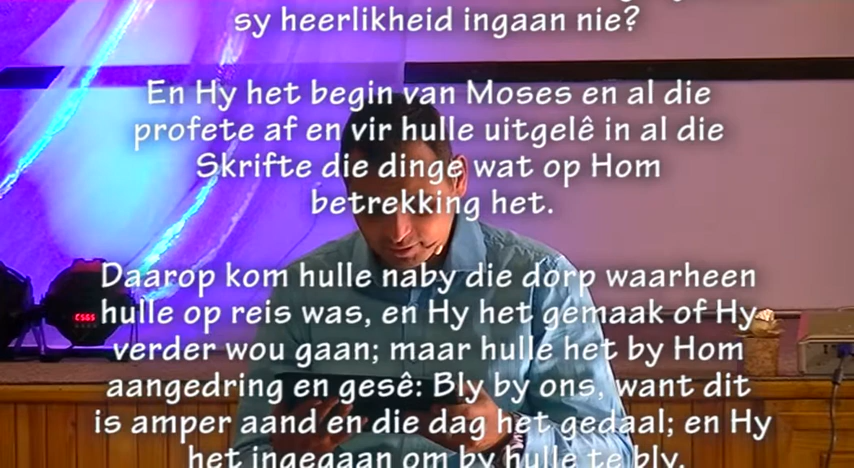 sy heerlikheid ingaan nie?
En Hy het begin van Moses en al die
profete af en vir hulle uitgelê in al die
Skrifte die dinge wat op Hom
betrekking het.
Daarop kom hulle naby die dorp waarheen
hulle op reis was, en Hy het gemaak of Hy
verder wou gaan; maar hulle het by Hom
aangedring en gesê: Bly by ons, want dit
is amper aand en die dag het gedaal; en Hy
het ingegaan om by hulle te bly.